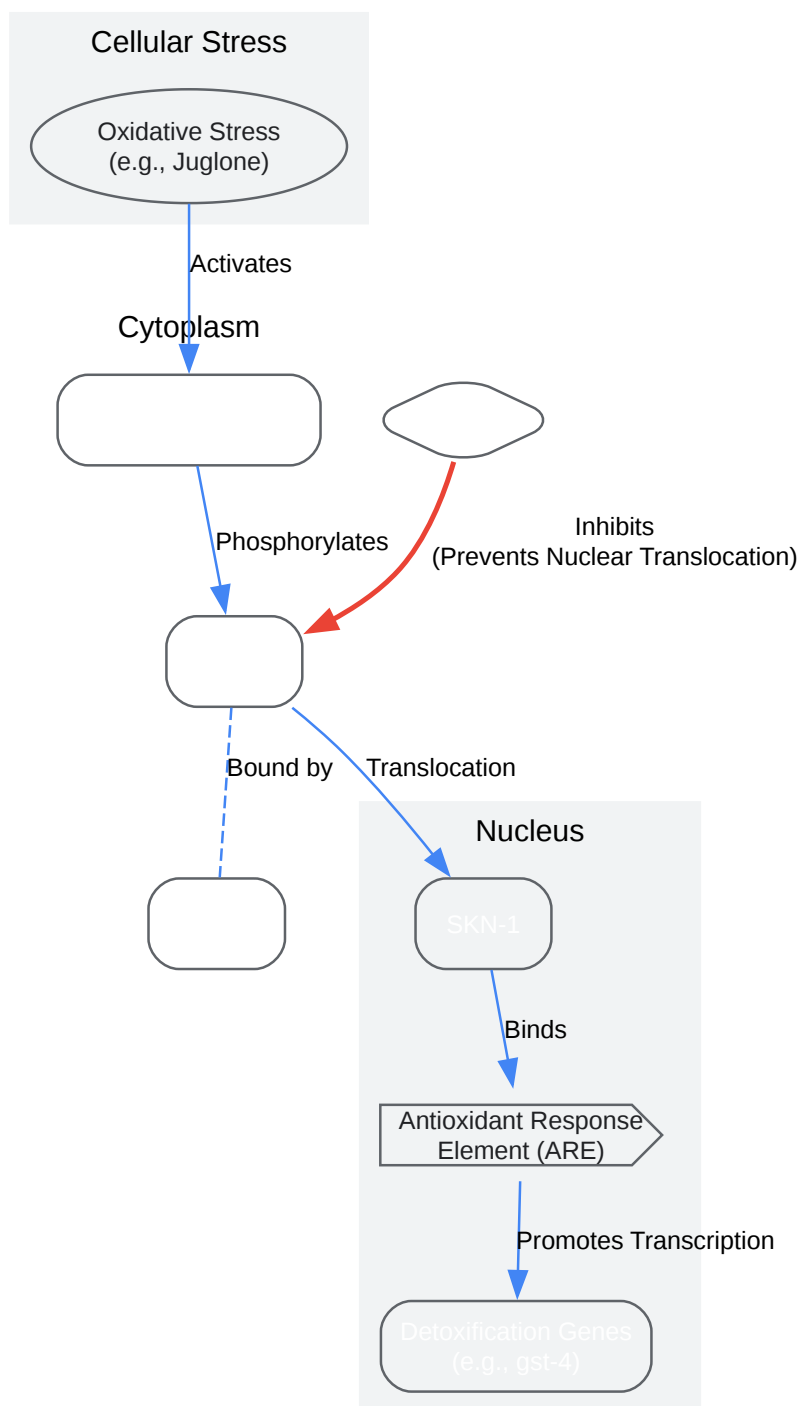 Cellular Stress
Oxidative Stress
(e.g., Juglone)
Activates
Cytoplasm
Phosphorylates
Inhibits
(Prevents Nuclear Translocation)
Bound by
Translocation
Nucleus
SKN-1
Binds
Antioxidant Response
Element (ARE)
Promotes Transcription
Detoxification Genes
(e.g., gst-4)